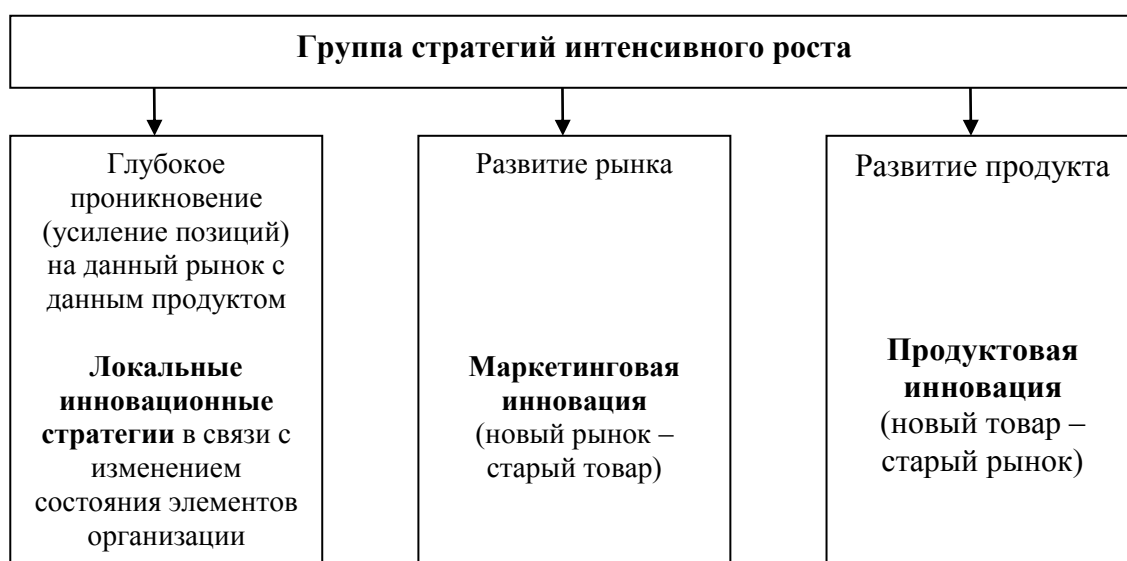 Группа стратегий интенсивного роста
Глубокое
проникновение
(усиление позиций)
на данный рынок с
данным продуктом
Локальные
инновационные
стратегии в связи с
изменением
состояния элементов
организации
Развитие рынка
Маркетинговая
инновация
(новый рынок –
старый товар)
Развитие продукта
Продуктовая
инновация
(новый товар –
старый рынок)